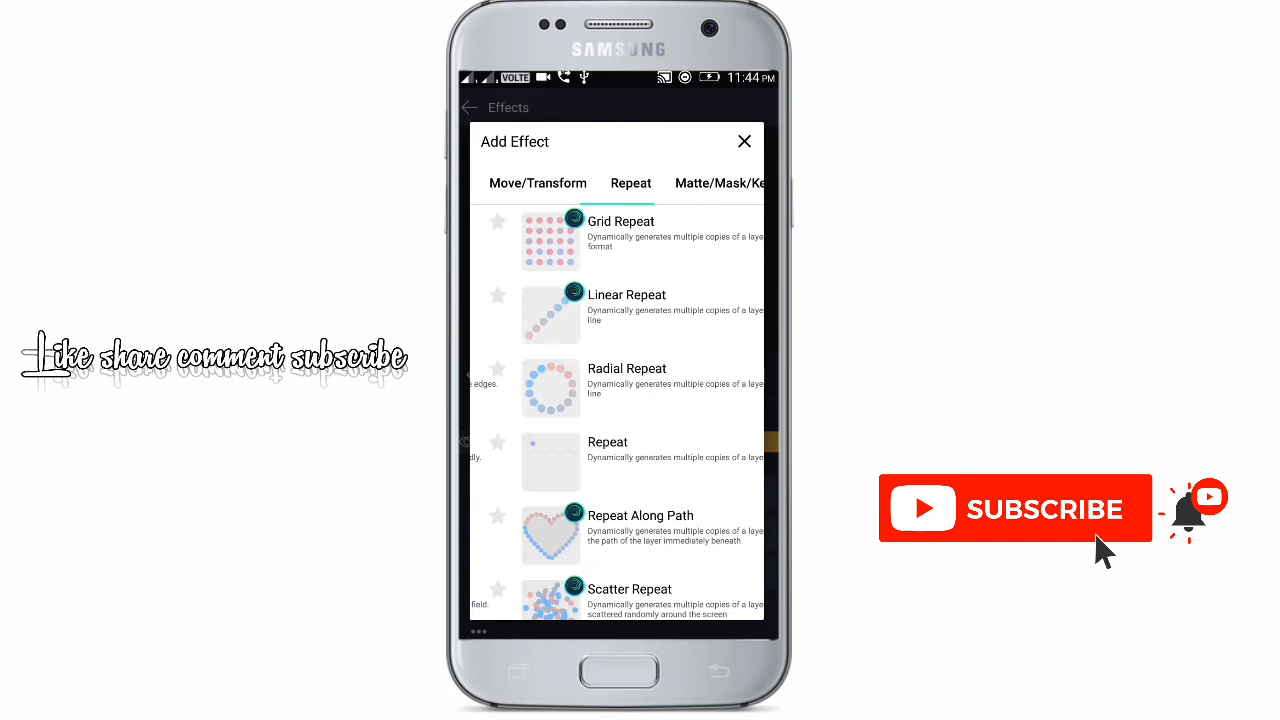 SAMSUNG
VOLTE 11:44 PM
Effects
Add Effect
Move/Transform Repeat Matte/Mask/Ke
Grid Repeat
Dynamically generates multiple copies of a laye
format
Linear Repeat
Dynamically generates multiple copies of a laye
line
Like share comment subscribe
Radial Repeat
e edges.
Dynamically generates multiple copies of a laye
line
Repeat
dly.
Dynamically generates multiple copies of a laye
SUBSCRIBE
Repeat Along Path
Dynamically generates multiple copies of a laye
the path of the layer immediately beneath
Scatter Repeat
field.
Dynamically generates multiple copies of a laye
scattered randomly around the screen